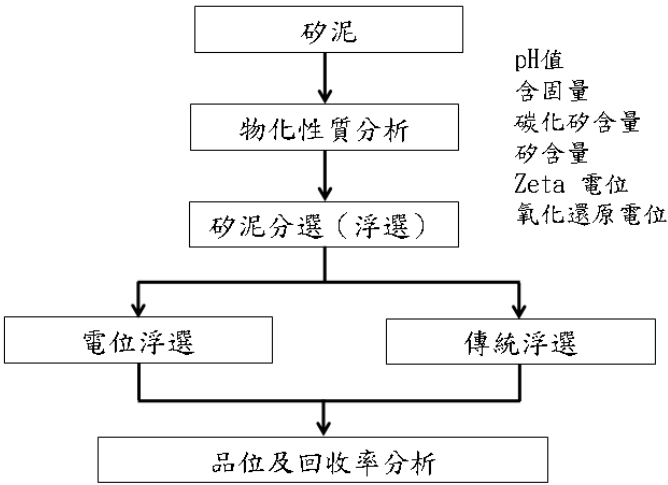 矽泥
物化性質分析
pH值
含固量
碳化矽含量
矽含量
Zeta 電位
氧化還原電位
矽泥分選（浮選）
電位浮選
傳統浮選
品位及回收率分析